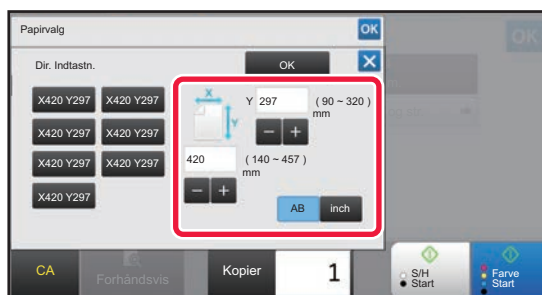 Papirvalg
OK
OK
Dir. Indtastn.
OK
X420 Y297 X420 Y297
X Y 297 (90 ~ 320)
mm
Y
X420 Y297 X420 Y297
− +
X420 Y297 X420 Y297
420 (140 ~ 457)
mm
X420 Y297
− +
AB inch
CA
Forhåndsvis
Kopier 1
S/H
Start
Farve
Start